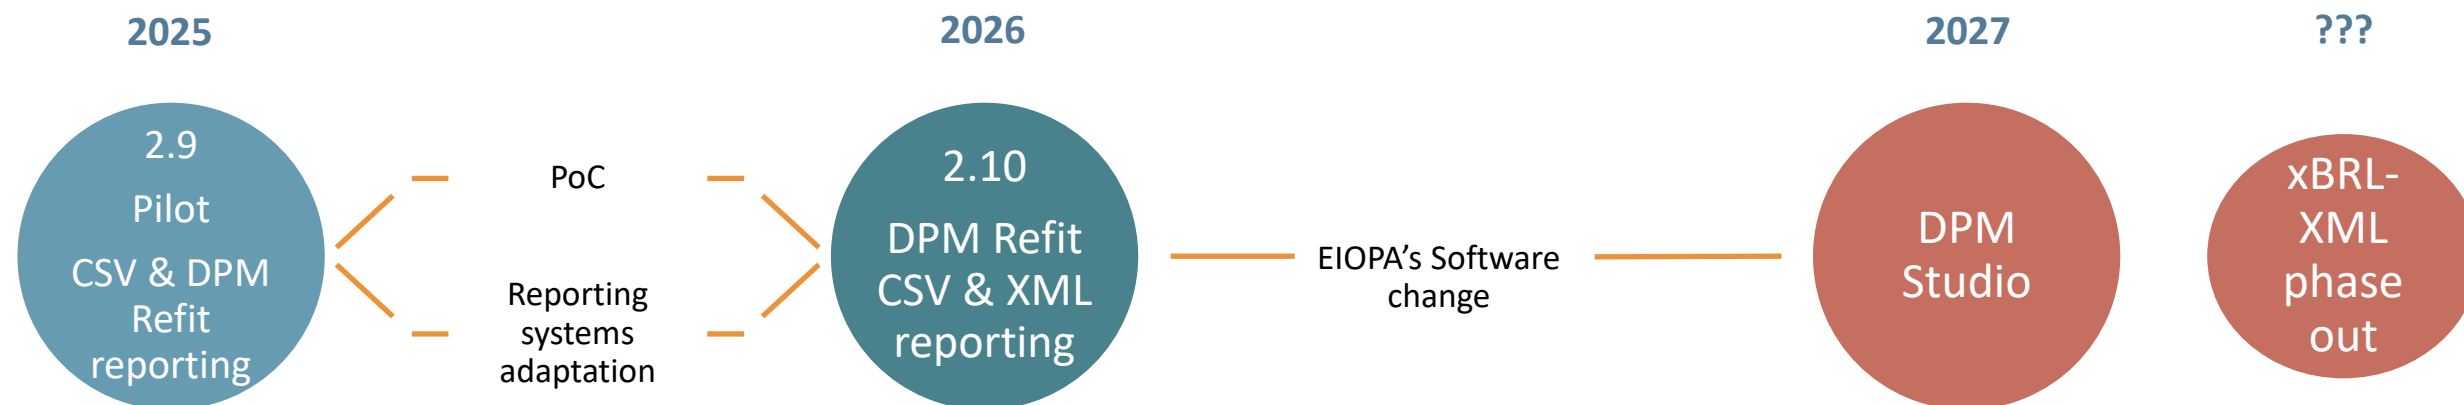 2025
2026
2027
???
2.9
Pilot
CSV & DPM
Refit
reporting
PoC
Reporting
systems
adaptation
2.10
DPM Refit
CSV & XML
reporting
EIOPA’s Software
change
DPM
Studio
xBRL-
XML
phase
out